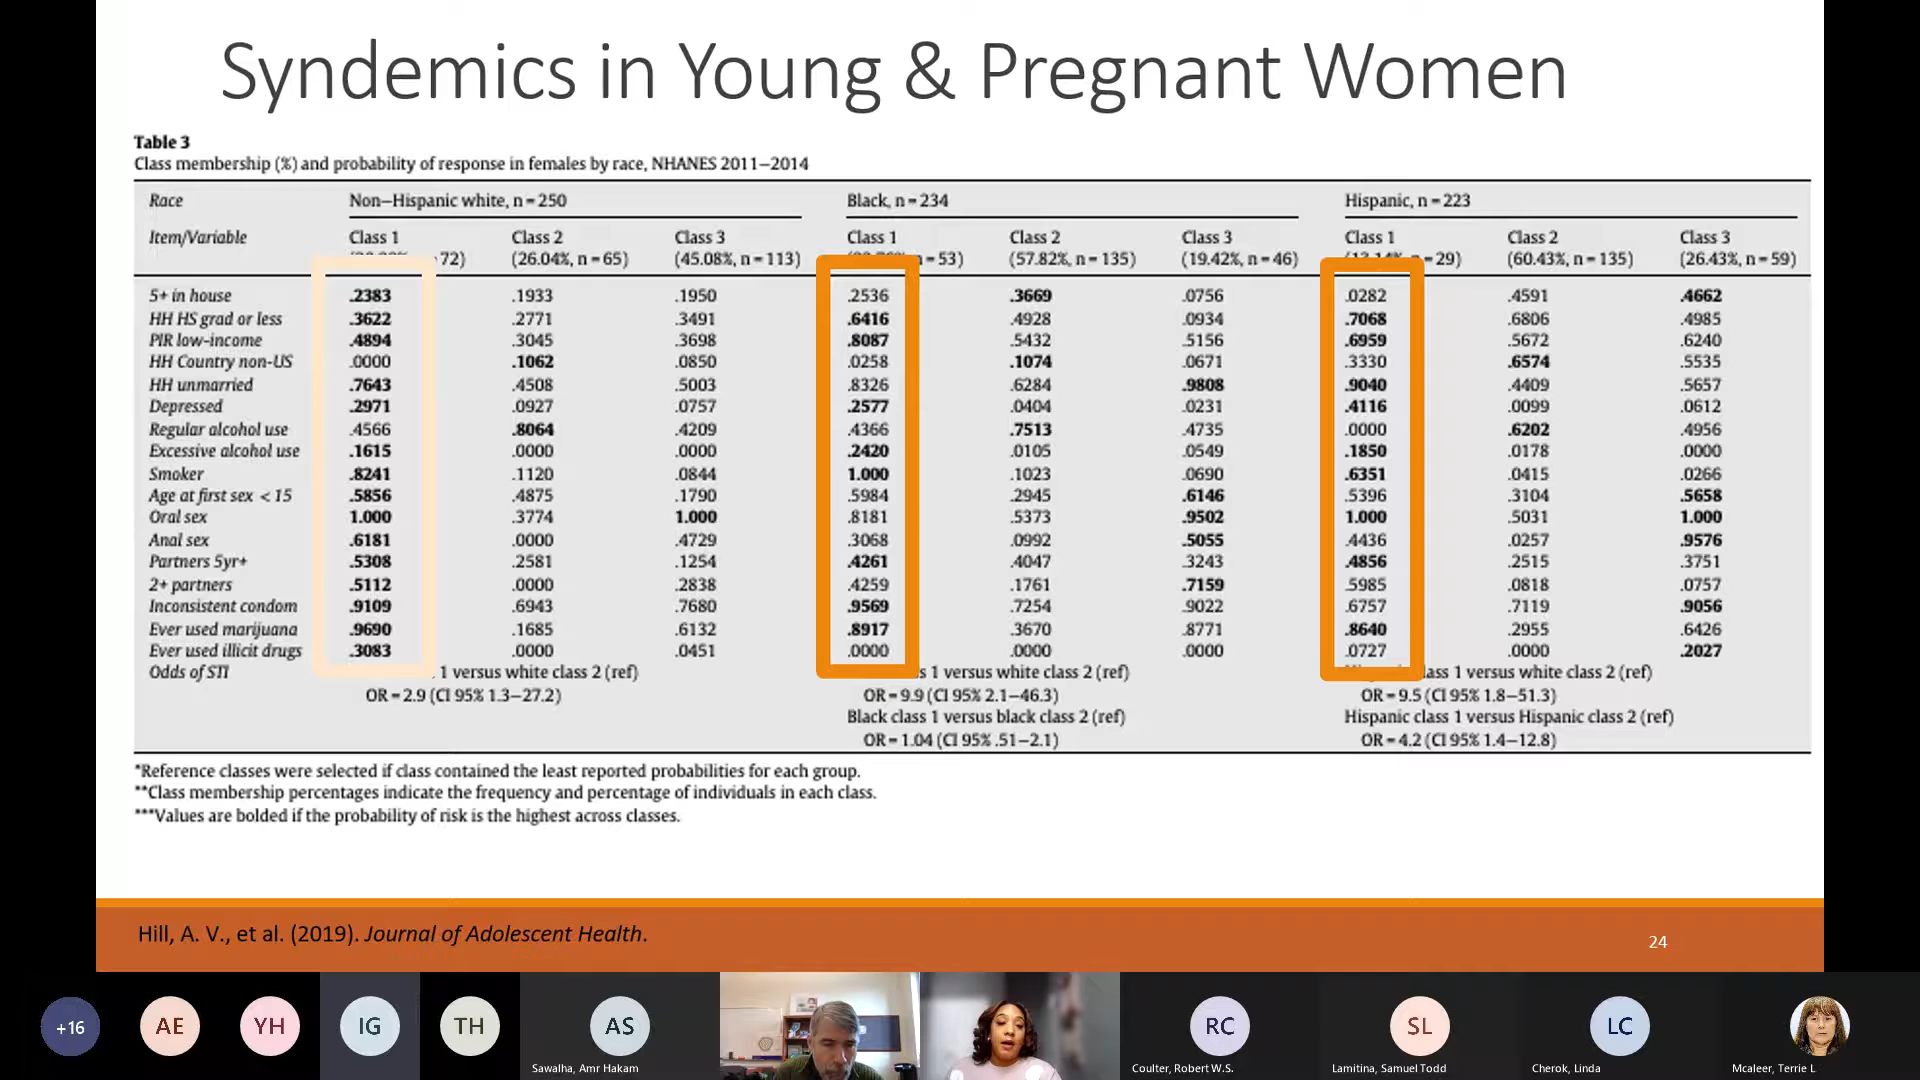 Syndemics in Young & Pregnant Women
Table 3
Class membership (%) and probability of response in females by race, NHANES 2011–2014
Race Non–Hispanic white, n = 250 Black, n = 234 Hispanic, n = 223
Item/Variable Class 1 Class 2 Class 3 Class 1 Class 2 Class 3 Class 1 Class 2 Class 3
72) (26.04%, n = 65) (45.08%, n = 113) n = 53) (57.82%, n = 135) (19.42%, n = 46) n = 29) (60.43%, n = 135) (26.43%, n = 59)
5+ in house .2383 .1933 .1950 .2536 .3669 .0756 .0282 .4591 .4662
HH HS grad or less .3622 .2771 .3491 .6416 .4928 .0934 .7068 .6806 .4985
PIR low-income .4894 .3045 .3698 .8087 .5432 .5156 .6959 .5672 .6240
HH Country non-US .0000 .1062 .0850 .0258 .1074 .0671 .3330 .6574 .5535
HH unmarried .7643 .4508 .5003 .8326 .6284 .9808 .9040 .4409 .5657
Depressed .2971 .0927 .0757 .2577 .0404 .0231 .4116 .0099 .0612
Regular alcohol use .4566 .8064 .4209 .4366 .7513 .4735 .0000 .6202 .4956
Excessive alcohol use .1615 .0000 .0000 .2420 .0105 .0549 .1850 .0178 .0000
Smoker .8241 .1120 .0844 1.000 .1023 .0690 .6351 .0415 .0266
Age at first sex < 15 .5856 .4875 .1790 .5984 .2945 .6146 .5396 .3104 .5658
Oral sex 1.000 .3774 1.000 .8181 .5373 .9502 1.000 .5031 1.000
Anal sex .6181 .0000 .4729 .3068 .0992 .5055 .4436 .0257 .9576
Partners 5yr+ .5308 .2581 .1254 .4261 .4047 .3243 .4856 .2515 .3751
2+ partners .5112 .0000 .2838 .4259 .1761 .7159 .5985 .0818 .0757
Inconsistent condom .9109 .6943 .7680 .9569 .7254 .9022 .6757 .7119 .9056
Ever used marijuana .9690 .1685 .6132 .8917 .3670 .8771 .8640 .2955 .6426
Ever used illicit drugs .3083 .0000 .0451 .0000 .0000 .0000 .0727 .0000 .2027
Odds of STI 1 versus white class 2 (ref) 1 versus white class 2 (ref) class 1 versus white class 2 (ref)
OR = 2.9 (CI 95% 1.3–27.2) OR = 9.9 (CI 95% 2.1–46.3) OR = 9.5 (CI 95% 1.8–51.3)
Black class 1 versus black class 2 (ref) Hispanic class 1 versus Hispanic class 2 (ref)
OR = 1.04 (CI 95% .51–2.1) OR = 4.2 (CI 95% 1.4–12.8)
*Reference classes were selected if class contained the least reported probabilities for each group.
**Class membership percentages indicate the frequency and percentage of individuals in each class.
***Values are bolded if the probability of risk is the highest across classes.
Hill, A. V., et al. (2019). Journal of Adolescent Health.
24
+16 AE YH IG TH AS RC SL LC
Sawalha, Amr Hakam Coulter, Robert W.S. Lamitina, Samuel Todd Cherok, Linda Mcaleer, Terrie L